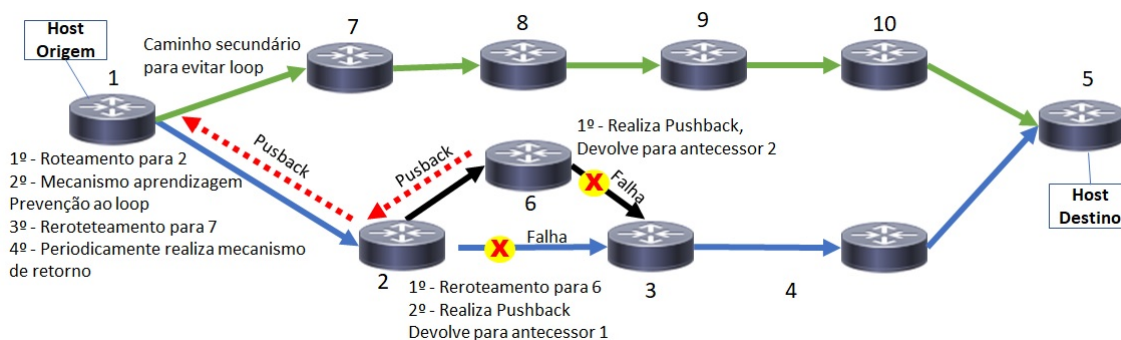 Host
Origem
1
Caminho secundário
para evitar loop
7
8
9
10
5
Host
Destino
Pusback
Pusback
1º - Realiza Pushback,
Devolve para antecessor 2
X
Falha
6
1º - Roteamento para 2
2º - Mecanismo aprendizagem
Prevenção ao loop
3º - Reroteteamento para 7
4º - Periodicamente realiza mecanismo
de retorno
X
Falha
2
3
4
1º - Reroteamento para 6
2º - Realiza Pushback
Devolve para antecessor 1